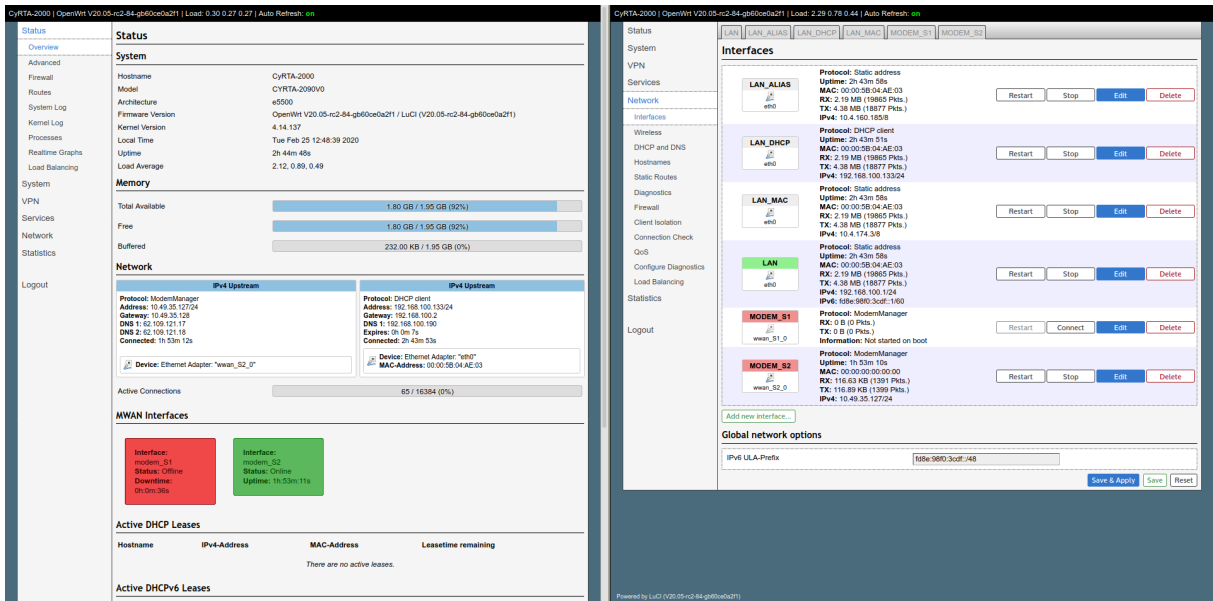 CyRTA-2000 | OpenWrt V20.05-rc2-84-gb60ce0a2f1 | Load: 0.30 0.27 0.27 | Auto Refresh: on
Status
Overview
Advanced
Firewall
Routes
System Log
Kernel Log
Processes
Realtime Graphs
Load Balancing
System
VPN
Services
Network
Statistics
Logout
Status
System
Hostname CyRTA-2000
Model CYRTA-2090V0
Architecture e5500
Firmware Version OpenWrt V20.05-rc2-84-gb60ce0a2f1 / LuCI (V20.05-rc2-84-gb60ce0a2f1)
Kernel Version 4.14.137
Local Time Tue Feb 25 12:48:39 2020
Uptime 2h 44m 48s
Load Average 2.12, 0.89, 0.49
Memory
Total Available 1.80 GB / 1.95 GB (92%)
Free 1.80 GB / 1.95 GB (92%)
Buffered 232.00 KB / 1.95 GB (0%)
Network
IPv4 Upstream
Protocol: ModemManager
Address: 10.49.35.127/24
Gateway: 10.49.35.128
DNS 1: 62.109.121.17
DNS 2: 62.109.121.18
Connected: 1h 53m 12s
Device: Ethernet Adapter: "wwan_S2_0"
IPv4 Upstream
Protocol: DHCP client
Address: 192.168.100.133/24
Gateway: 192.168.100.2
DNS 1: 192.168.100.190
Expires: 0h 0m 7s
Connected: 2h 43m 53s
Device: Ethernet Adapter: "eth0"
MAC-Address: 00:00:5B:04:AE:03
Active Connections 65 / 16384 (0%)
MWAN Interfaces
Interface:
modem_S1
Status: Offline
Downtime:
0h:0m:36s
Interface:
modem_S2
Status: Online
Uptime: 1h:53m:11s
Active DHCP Leases
Hostname IPv4-Address MAC-Address Leasetime remaining
There are no active leases.
Active DHCPv6 Leases
CyRTA-2000 | OpenWrt V20.05-rc2-84-gb60ce0a2f1 | Load: 2.29 0.78 0.44 | Auto Refresh: on
Status
System
VPN
Services
Network
Interfaces
Wireless
DHCP and DNS
Hostnames
Static Routes
Diagnostics
Firewall
Client Isolation
Connection Check
QoS
Configure Diagnostics
Load Balancing
Statistics
Logout
LAN LAN_ALIAS LAN_DHCP LAN_MAC MODEM_S1 MODEM_S2
Interfaces
LAN_ALIAS
eth0
Protocol: Static address
Uptime: 2h 43m 58s
MAC: 00:00:5B:04:AE:03
RX: 2.19 MB (19865 Pkts.)
TX: 4.38 MB (18877 Pkts.)
IPv4: 10.4.160.185/8
Restart Stop Edit Delete
LAN_DHCP
eth0
Protocol: DHCP client
Uptime: 2h 43m 51s
MAC: 00:00:5B:04:AE:03
RX: 2.19 MB (19865 Pkts.)
TX: 4.38 MB (18877 Pkts.)
IPv4: 192.168.100.133/24
Restart Stop Edit Delete
LAN_MAC
eth0
Protocol: Static address
Uptime: 2h 43m 58s
MAC: 00:00:5B:04:AE:03
RX: 2.19 MB (19865 Pkts.)
TX: 4.38 MB (18877 Pkts.)
IPv4: 10.4.174.3/8
Restart Stop Edit Delete
LAN
eth0
Protocol: Static address
Uptime: 2h 43m 58s
MAC: 00:00:5B:04:AE:03
RX: 2.19 MB (19865 Pkts.)
TX: 4.38 MB (18877 Pkts.)
IPv4: 192.168.100.1/24
IPv6: fd8e:98f0:3cdf::1/60
Restart Stop Edit Delete
MODEM_S1
wwan_S1_0
Protocol: ModemManager
RX: 0 B (0 Pkts.)
TX: 0 B (0 Pkts.)
Information: Not started on boot
Restart Connect Edit Delete
MODEM_S2
wwan_S2_0
Protocol: ModemManager
Uptime: 1h 53m 10s
MAC: 00:00:00:00:00:00
RX: 116.63 KB (1391 Pkts.)
TX: 116.89 KB (1399 Pkts.)
IPv4: 10.49.35.127/24
Restart Stop Edit Delete
Add new interface...
Global network options
IPv6 ULA-Prefix fd8e:98f0:3cdf::/48
Save & Apply Save Reset
Powered by LuCI (V20.05-rc2-84-gb60ce0a2f1)